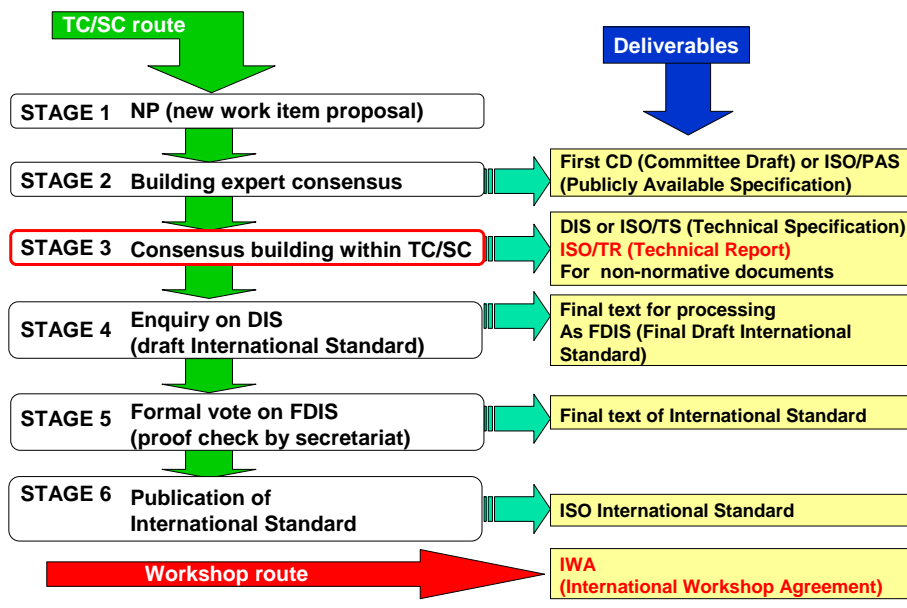 TC/SC route
Deliverables
STAGE 1 NP (new work item proposal)
STAGE 2 Building expert consensus
First CD (Committee Draft) or ISO/PAS
(Publicly Available Specification)
STAGE 3 Consensus building within TC/SC
DIS or ISO/TS (Technical Specification)
ISO/TR (Technical Report)
For non-normative documents
STAGE 4 Enquiry on DIS
(draft International Standard)
Final text for processing
As FDIS (Final Draft International
Standard)
STAGE 5 Formal vote on FDIS
(proof check by secretariat)
Final text of International Standard
STAGE 6 Publication of
International Standard
ISO International Standard
Workshop route
IWA
(International Workshop Agreement)